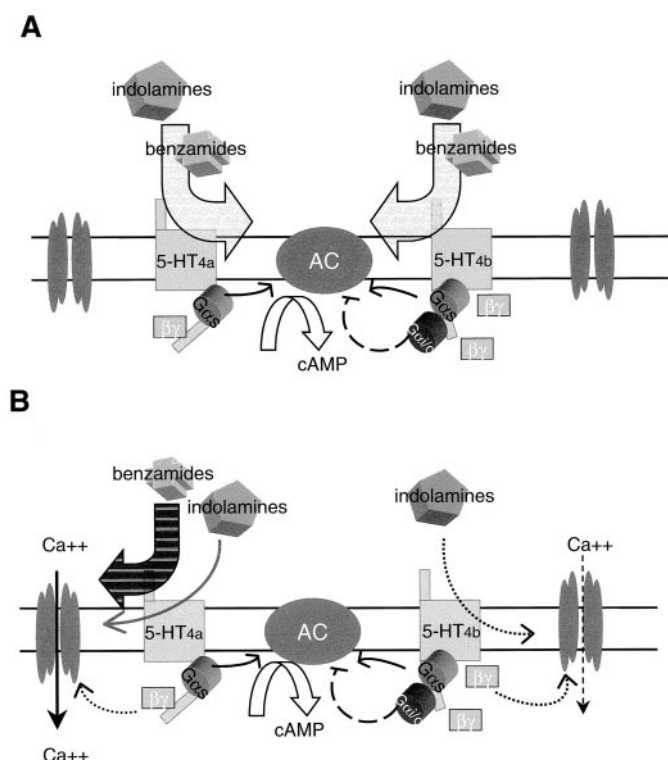 A
indolamines
indolamines
benzamides
benzamides
5-HT4a
AC
5-HT4b
Gαs
Gαs
βγ
βγ
Gαi/o
βγ
cAMP
B
benzamides
indolamines
indolamines
Ca++
Ca++
5-HT4a
AC
5-HT4b
Gαs
Gαs
βγ
βγ
Gαi/o
βγ
cAMP
Ca++